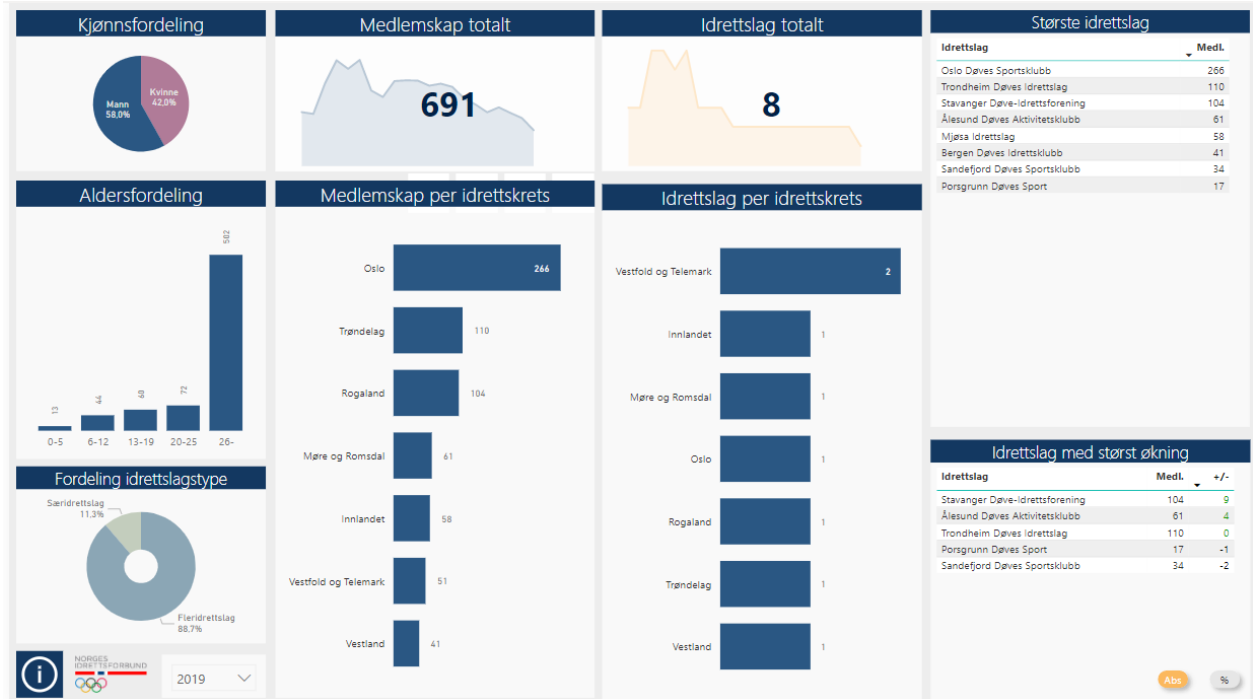 Kjønnsfordeling
Mann
58,0%
Kvinne
42,0%
Medlemskap totalt
691
Idrettslag totalt
8
Største idrettslag
Idrettslag Medl.
Oslo Døves Sportsklubb 266
Trondheim Døves Idrettslag 110
Stavanger Døve-Idrettsforening 104
Ålesund Døves Aktivitetsklubb 61
Mjøsa Idrettslag 58
Bergen Døves Idrettsklubb 41
Sandefjord Døves Sportsklubb 34
Porsgrunn Døves Sport 17
Aldersfordeling
13 44 68 72 502
0-5 6-12 13-19 20-25 26-
Medlemskap per idrettskrets
Oslo 266
Trøndelag 110
Rogaland 104
Møre og Romsdal 61
Innlandet 58
Vestfold og Telemark 51
Vestland 41
Idrettslag per idrettskrets
Vestfold og Telemark 2
Innlandet 1
Møre og Romsdal 1
Oslo 1
Rogaland 1
Trøndelag 1
Vestland 1
Idrettslag med størst økning
Idrettslag Medl. +/-
Stavanger Døve-Idrettsforening 104 9
Ålesund Døves Aktivitetsklubb 61 4
Trondheim Døves Idrettslag 110 0
Porsgrunn Døves Sport 17 -1
Sandefjord Døves Sportsklubb 34 -2
Fordeling idrettslagstype
Særidrettslag
11,3%
Fleridrettslag
88,7%
NORGES
IDRETTSFORBUND
2019
Abs %